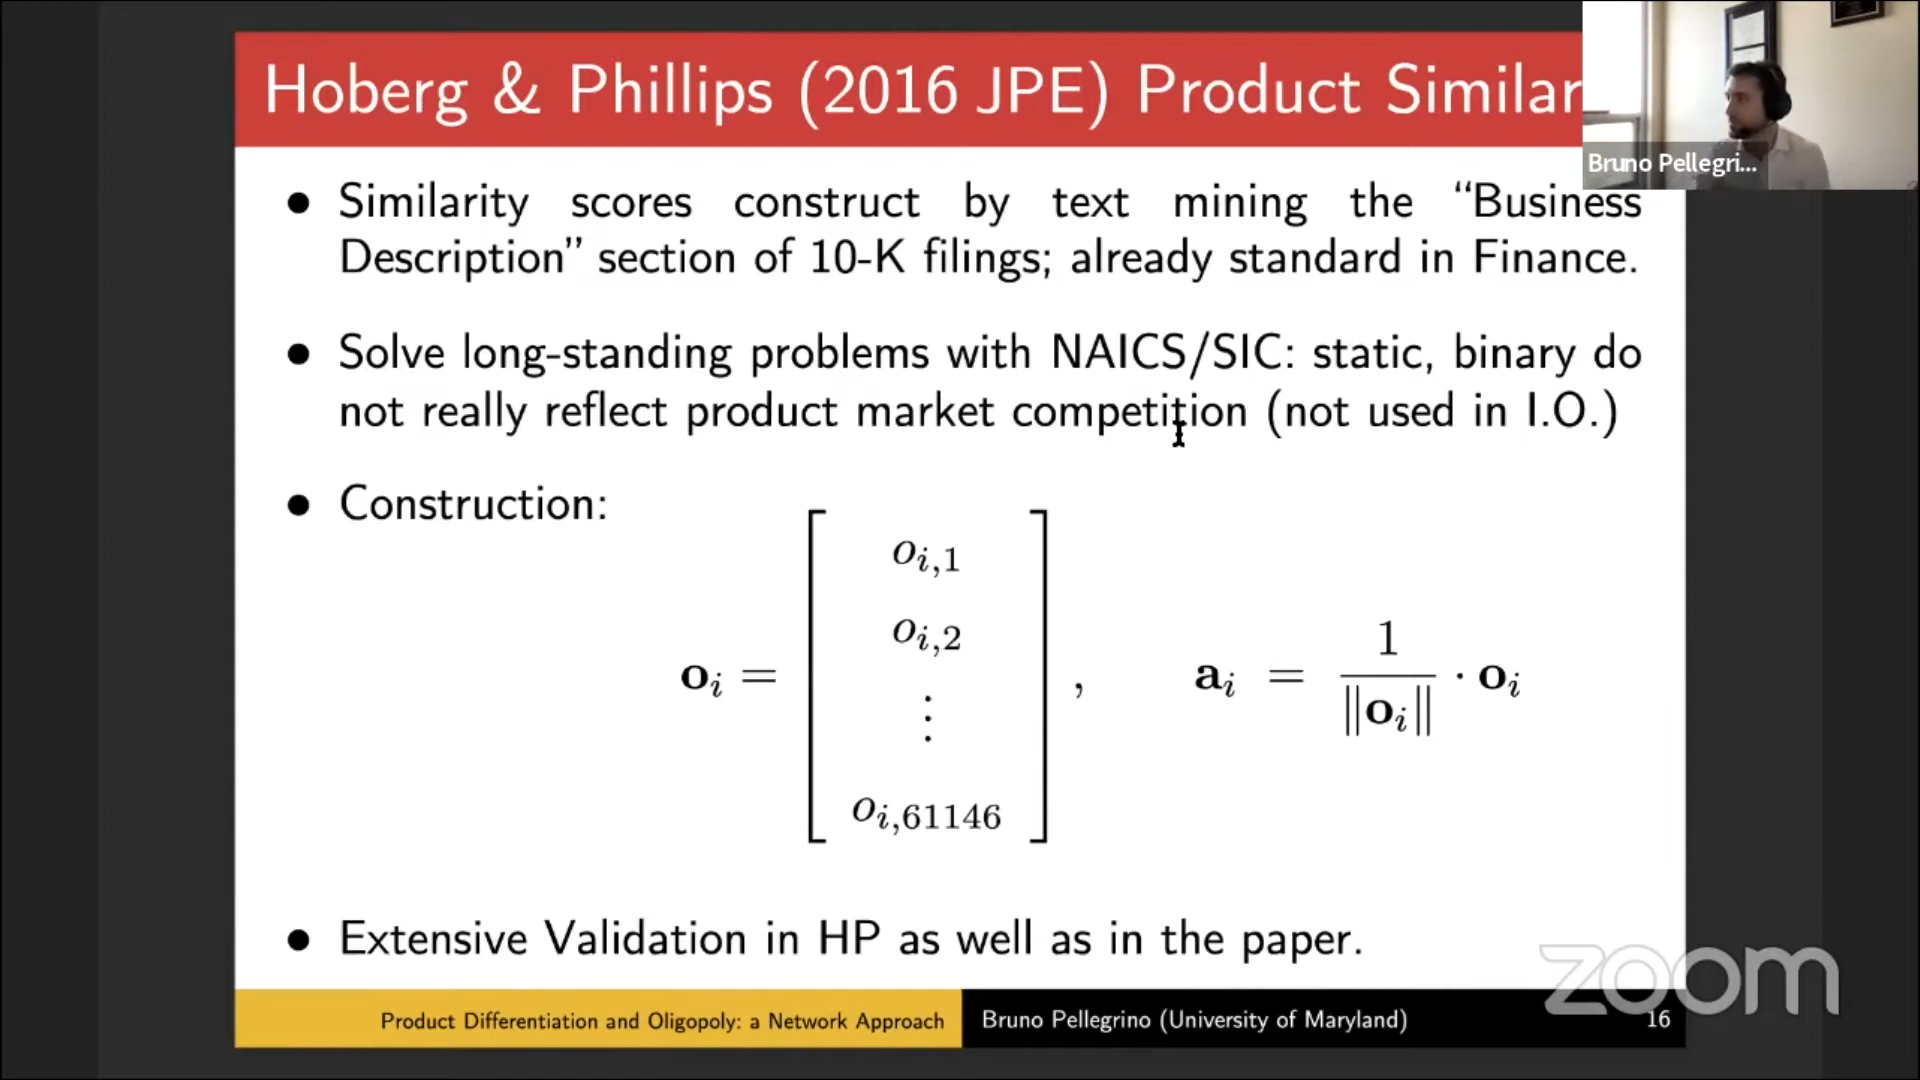 Hoberg & Phillips (2016 JPE) Product Similar
Bruno Pellegri...
• Similarity scores construct by text mining the “Business
Description” section of 10-K filings; already standard in Finance.
• Solve long-standing problems with NAICS/SIC: static, binary do
not really reflect product market competition (not used in I.O.)
• Construction:
o_{i,1}
o_{i,2}
⋮
o_{i,61146}
𝐨_i = , 𝐚_i = 1/‖𝐨_i‖ · 𝐨_i
• Extensive Validation in HP as well as in the paper.
zoom
Product Differentiation and Oligopoly: a Network Approach
Bruno Pellegrino (University of Maryland)
16